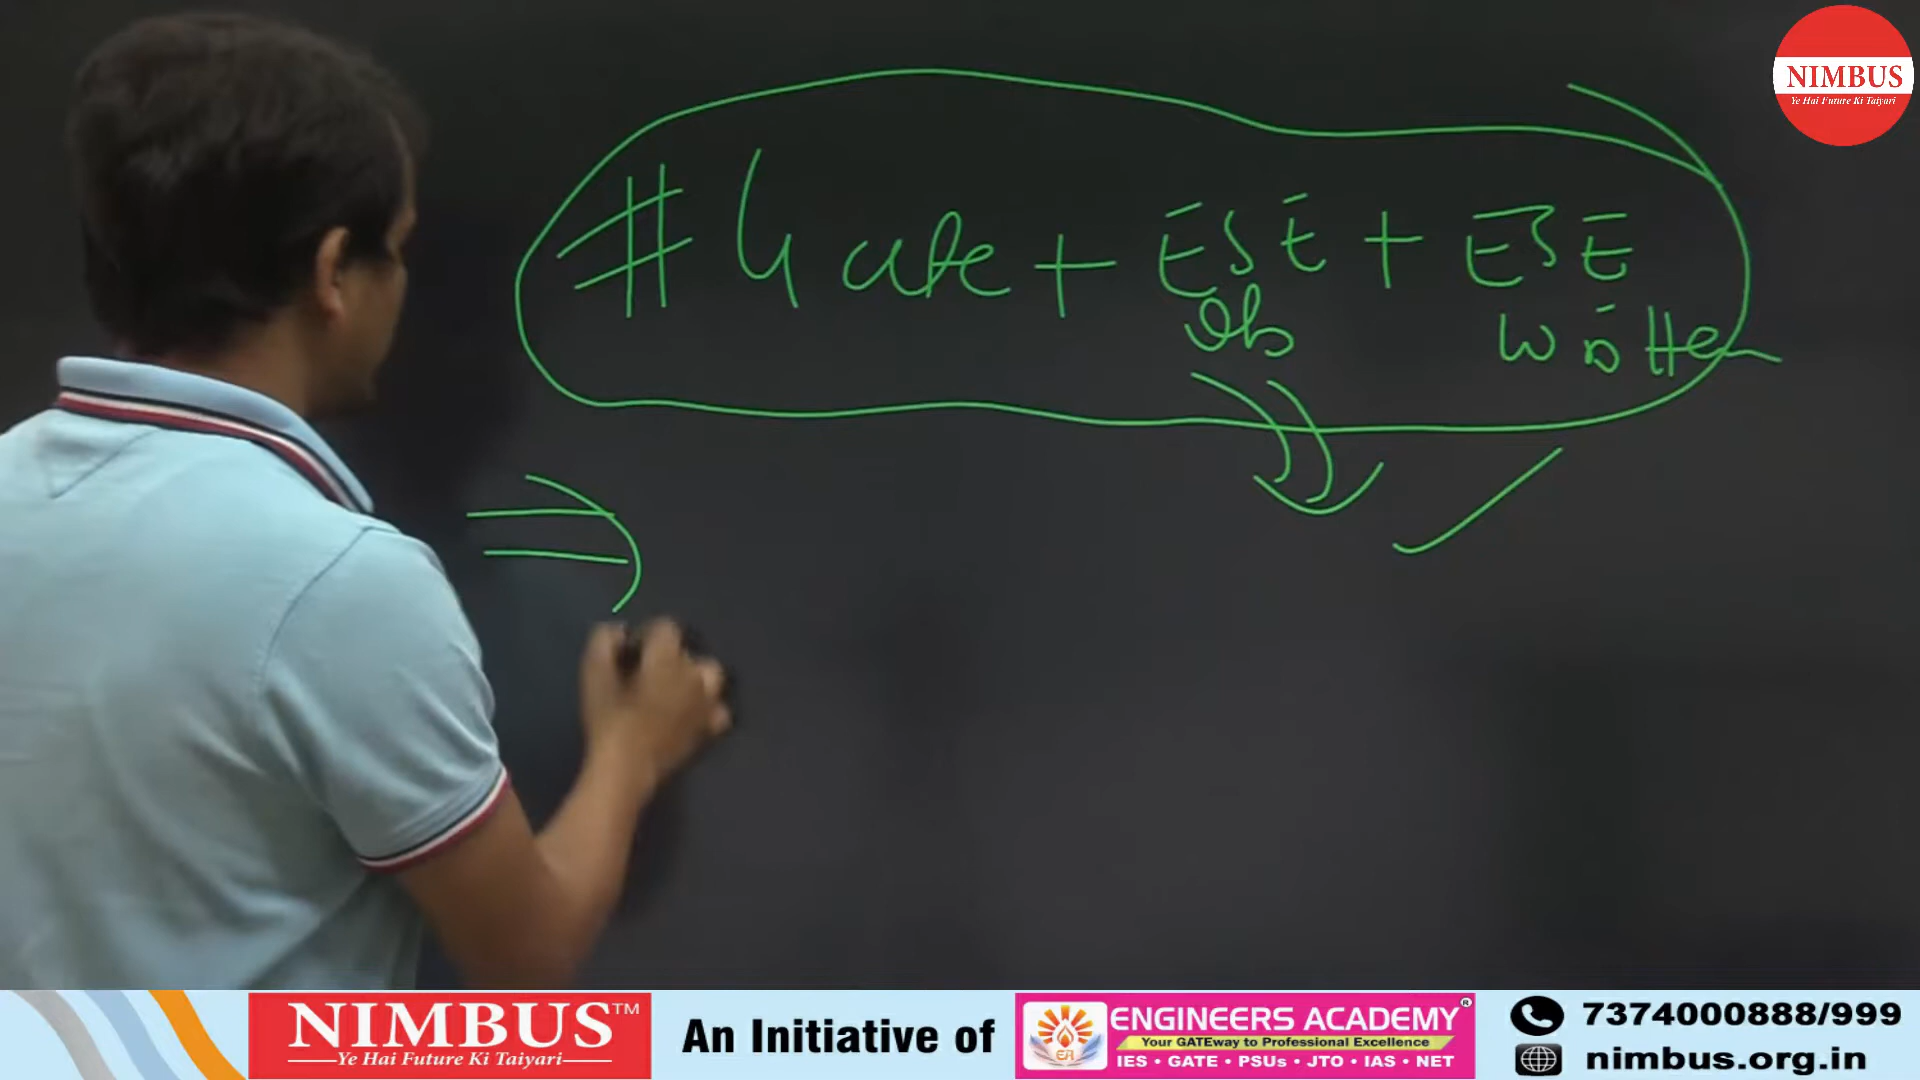 NIMBUS
Ye Hai Future Ki Taiyari
# Gate + ESE + ESE
Obj Written
NIMBUS™
Ye Hai Future Ki Taiyari
An Initiative of
ENGINEERS ACADEMY®
Your GATEway to Professional Excellence
IES • GATE • PSUs • JTO • IAS • NET
EA
7374000888/999
nimbus.org.in